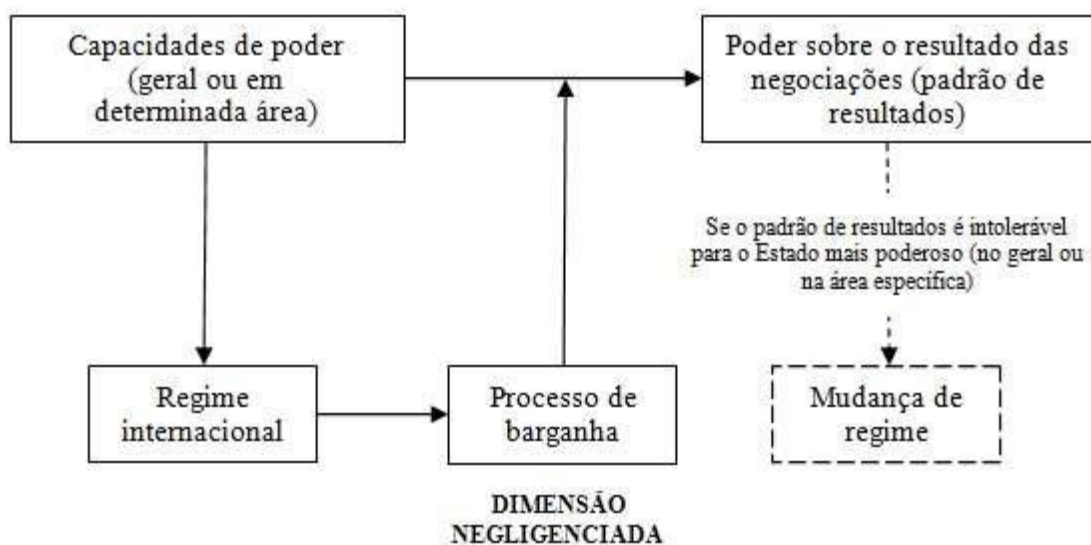 Capacidades de poder
(geral ou em
determinada área)
Poder sobre o resultado das
negociações (padrão de
resultados)
Se o padrão de resultados é intolerável
para o Estado mais poderoso (no geral ou
na área específica)
Regime
internacional
Processo de
barganha
Mudança de
regime
DIMENSÃO
NEGLIGENCIADA